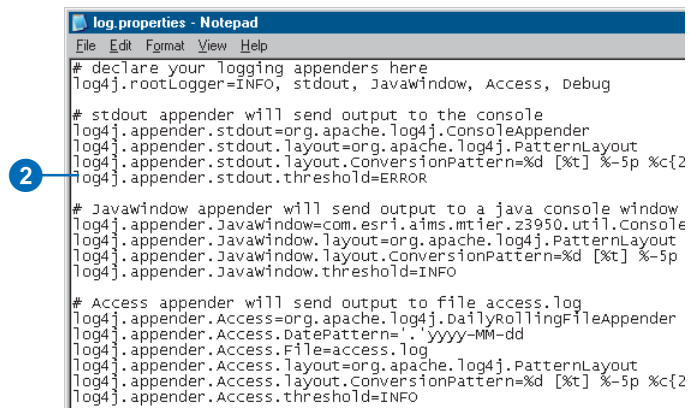 log.properties - Notepad
File Edit Format View Help
# declare your logging appenders here
log4j.rootLogger=INFO, stdout, JavaWindow, Access, Debug
# stdout appender will send output to the console
log4j.appender.stdout=org.apache.log4j.ConsoleAppender
log4j.appender.stdout.layout=org.apache.log4j.PatternLayout
log4j.appender.stdout.layout.ConversionPattern=%d [%t] %-5p %c{2
2
log4j.appender.stdout.threshold=ERROR
# JavaWindow appender will send output to a java console window
log4j.appender.JavaWindow=com.esri.aims.mtier.z3950.util.Console
log4j.appender.JavaWindow.layout=org.apache.log4j.PatternLayout
log4j.appender.JavaWindow.layout.ConversionPattern=%d [%t] %-5p
log4j.appender.JavaWindow.threshold=INFO
# Access appender will send output to file access.log
log4j.appender.Access=org.apache.log4j.DailyRollingFileAppender
log4j.appender.Access.DatePattern='.'yyyy-MM-dd
log4j.appender.Access.File=access.log
log4j.appender.Access.layout=org.apache.log4j.PatternLayout
log4j.appender.Access.layout.ConversionPattern=%d [%t] %-5p %c{2
log4j.appender.Access.threshold=INFO